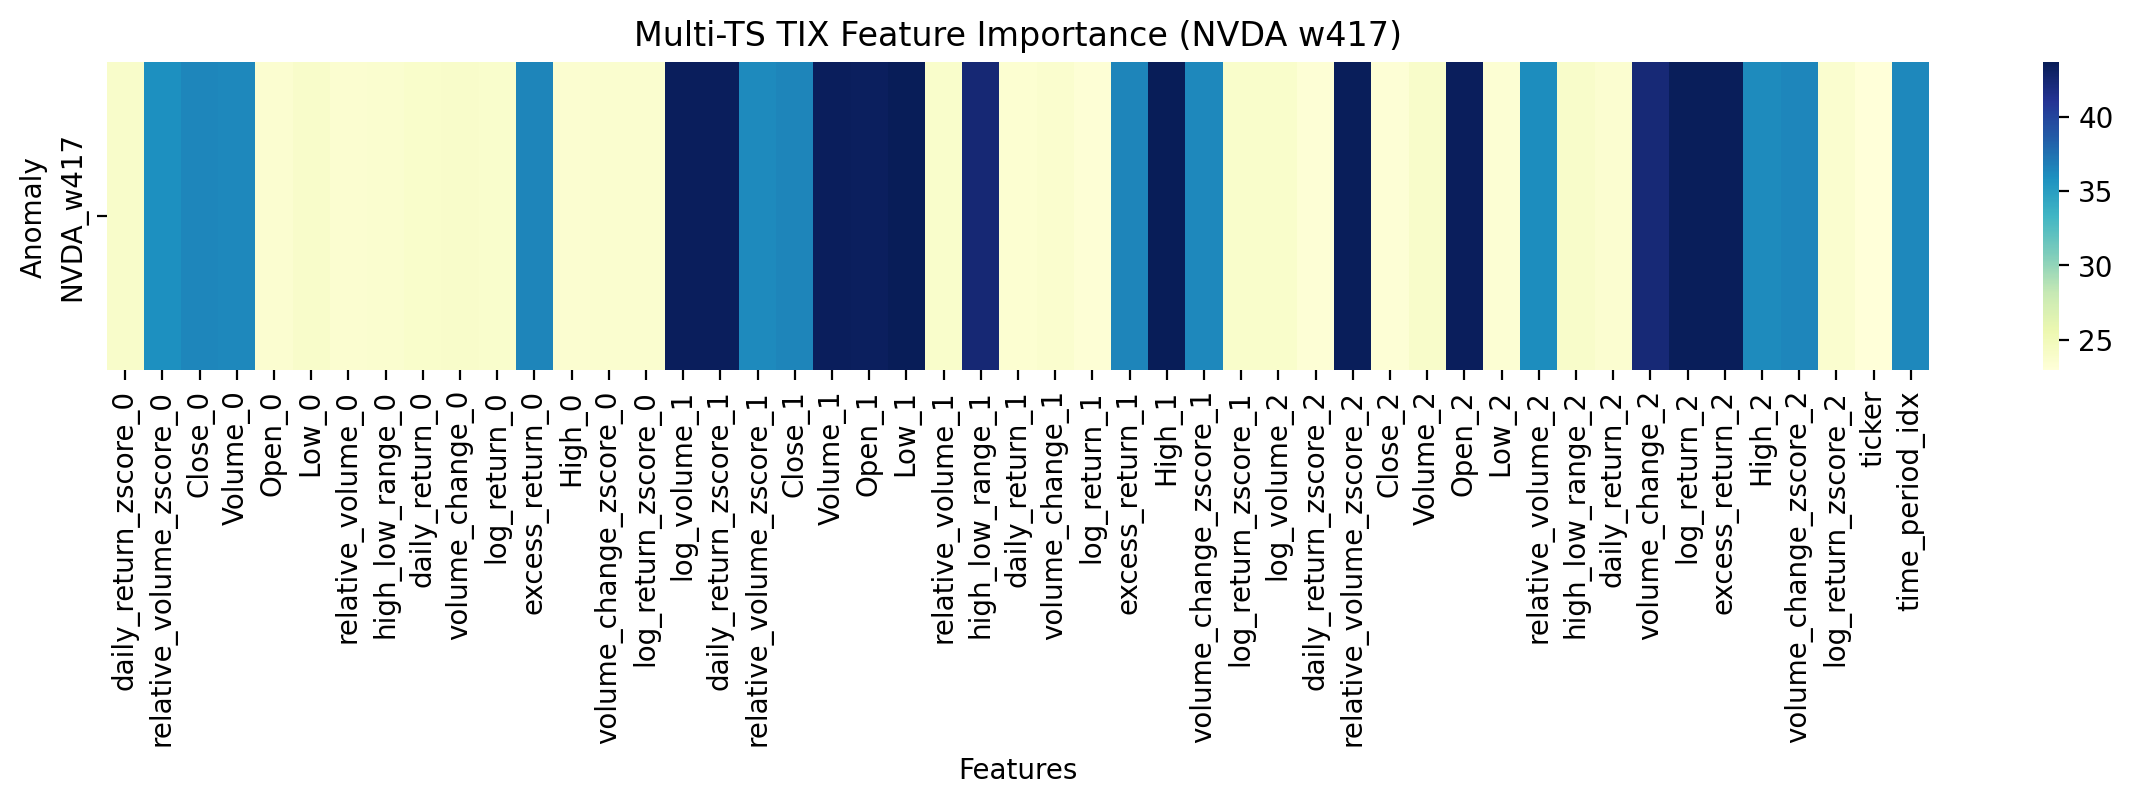 Multi-TS TIX Feature Importance (NVDA w417)
Anomaly
NVDA_w417
40
35
30
25
daily_return_zscore_0
relative_volume_zscore_0
Close_0
Volume_0
Open_0
Low_0
relative_volume_0
high_low_range_0
daily_return_0
volume_change_0
log_return_0
excess_return_0
High_0
volume_change_zscore_0
log_return_zscore_0
log_volume_1
daily_return_zscore_1
relative_volume_zscore_1
Close_1
Volume_1
Open_1
Low_1
relative_volume_1
high_low_range_1
daily_return_1
volume_change_1
log_return_1
excess_return_1
High_1
volume_change_zscore_1
log_return_zscore_1
log_volume_2
daily_return_zscore_2
relative_volume_zscore_2
Close_2
Volume_2
Open_2
Low_2
relative_volume_2
high_low_range_2
daily_return_2
volume_change_2
log_return_2
excess_return_2
High_2
volume_change_zscore_2
log_return_zscore_2
ticker
time_period_idx
Features